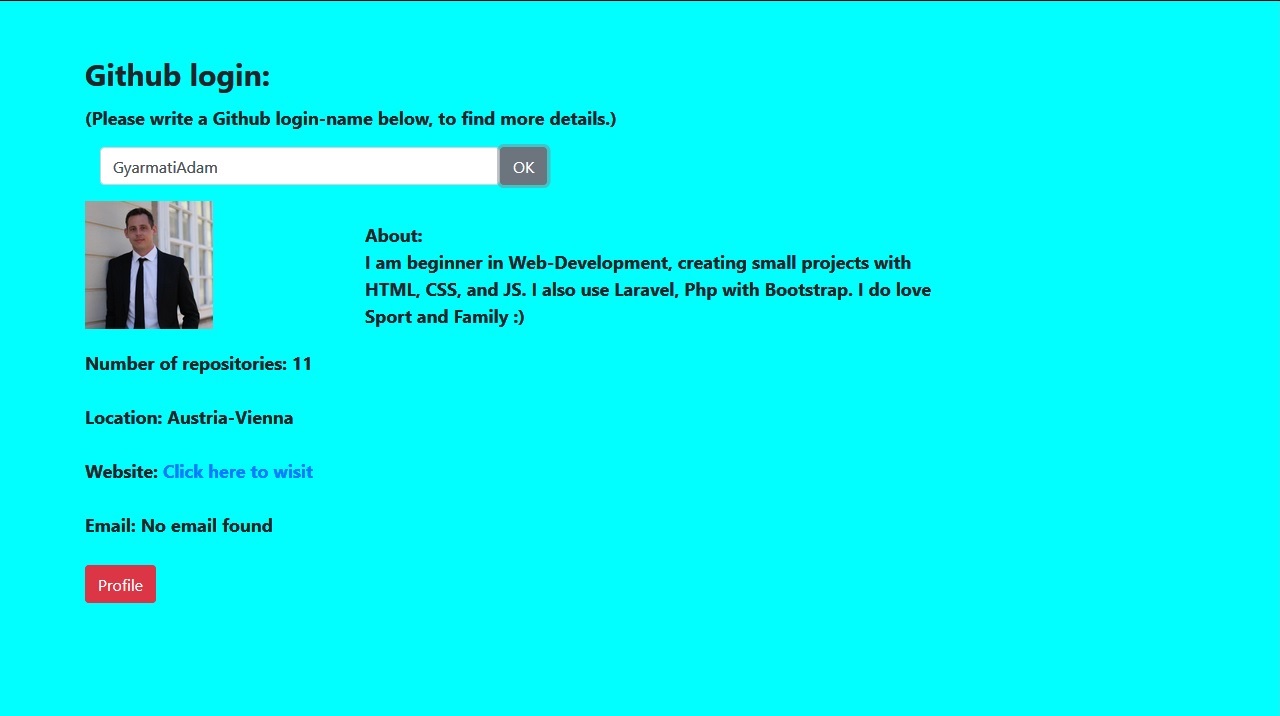 Github login:
(Please write a Github login-name below, to find more details.)
GyarmatiAdam OK
About:
I am beginner in Web-Development, creating small projects with
HTML, CSS, and JS. I also use Laravel, Php with Bootstrap. I do love
Sport and Family :)
Number of repositories: 11
Location: Austria-Vienna
Website: Click here to wisit
Email: No email found
Profile